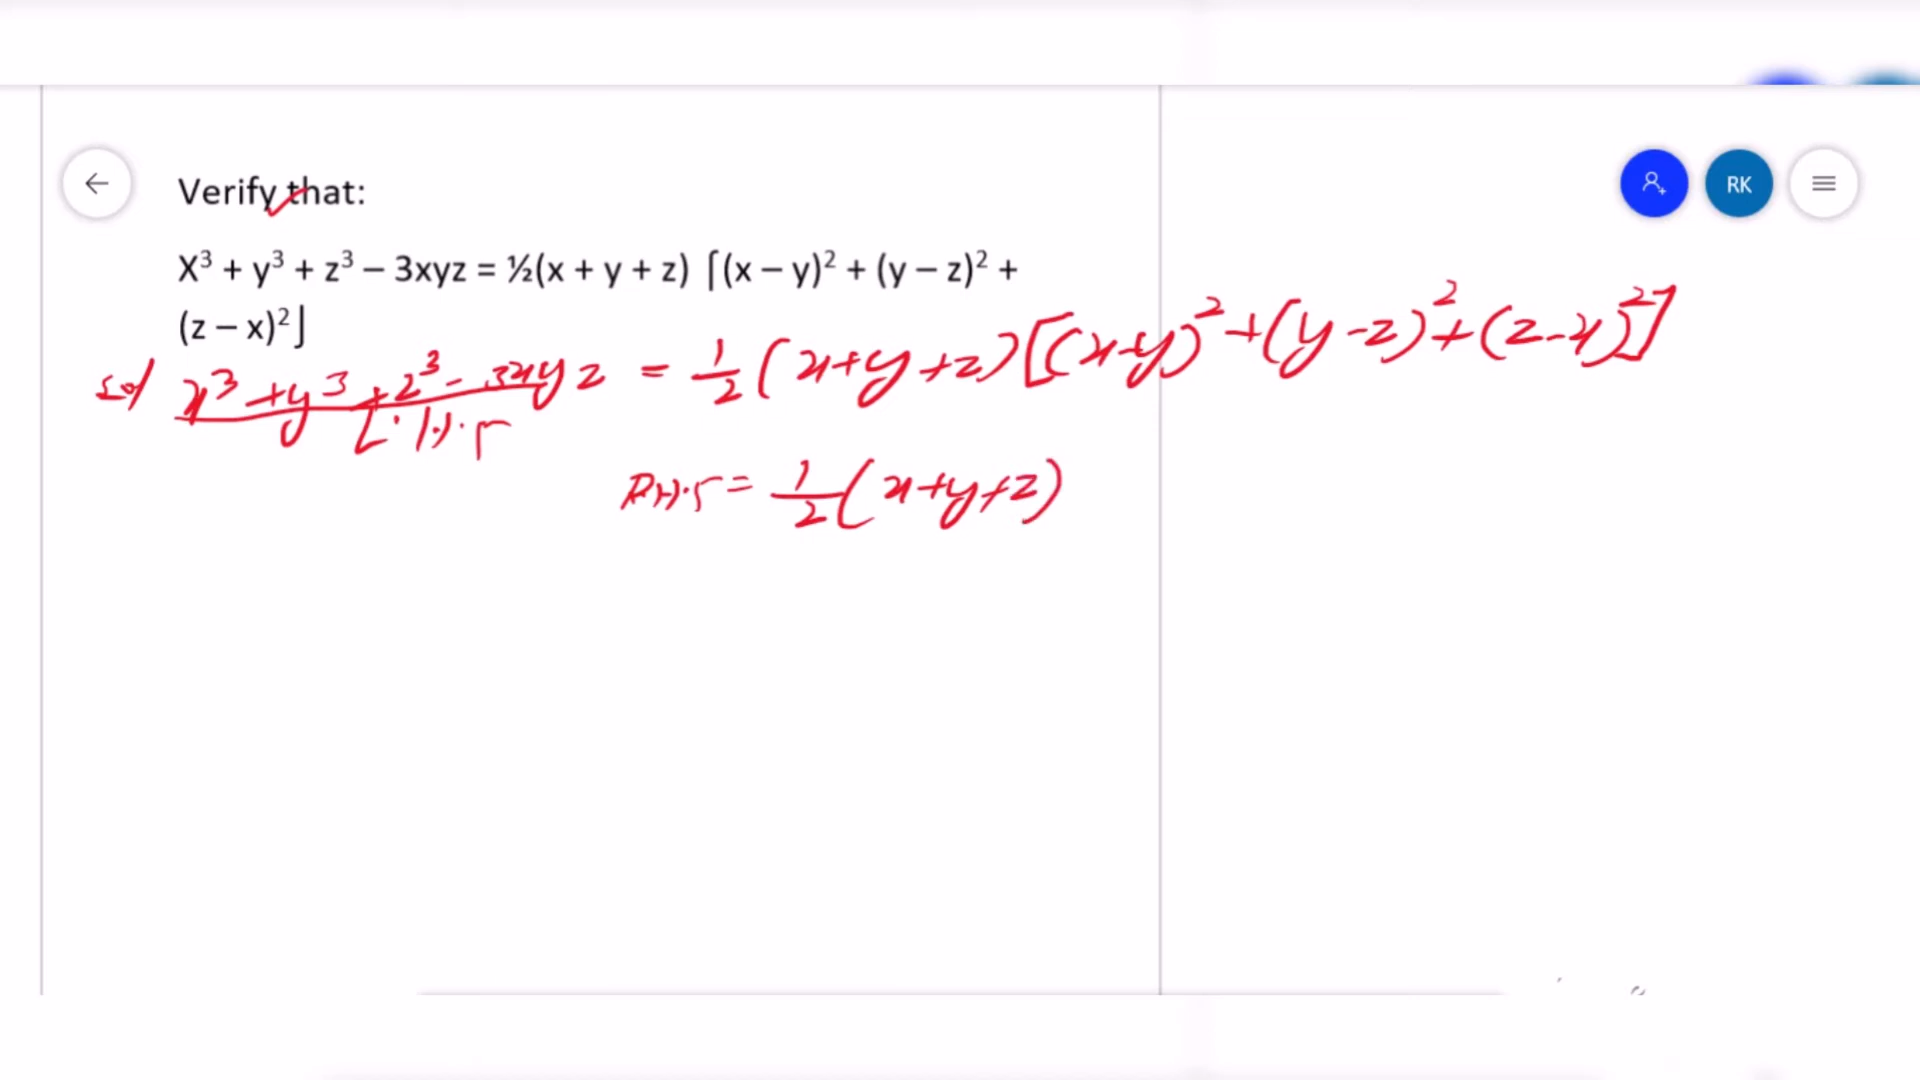 Verify that:
RK
X³ + y³ + z³ – 3xyz = ½(x + y + z) ⌈(x – y)² + (y – z)² +
(z – x)²⌋
Sol x³ + y³ + z³ - 3xyz = 1/2 (x+y+z) [(x-y)² + (y-z)² + (z-x)²]
L.H.S
R.H.S = 1/2 (x+y+z)